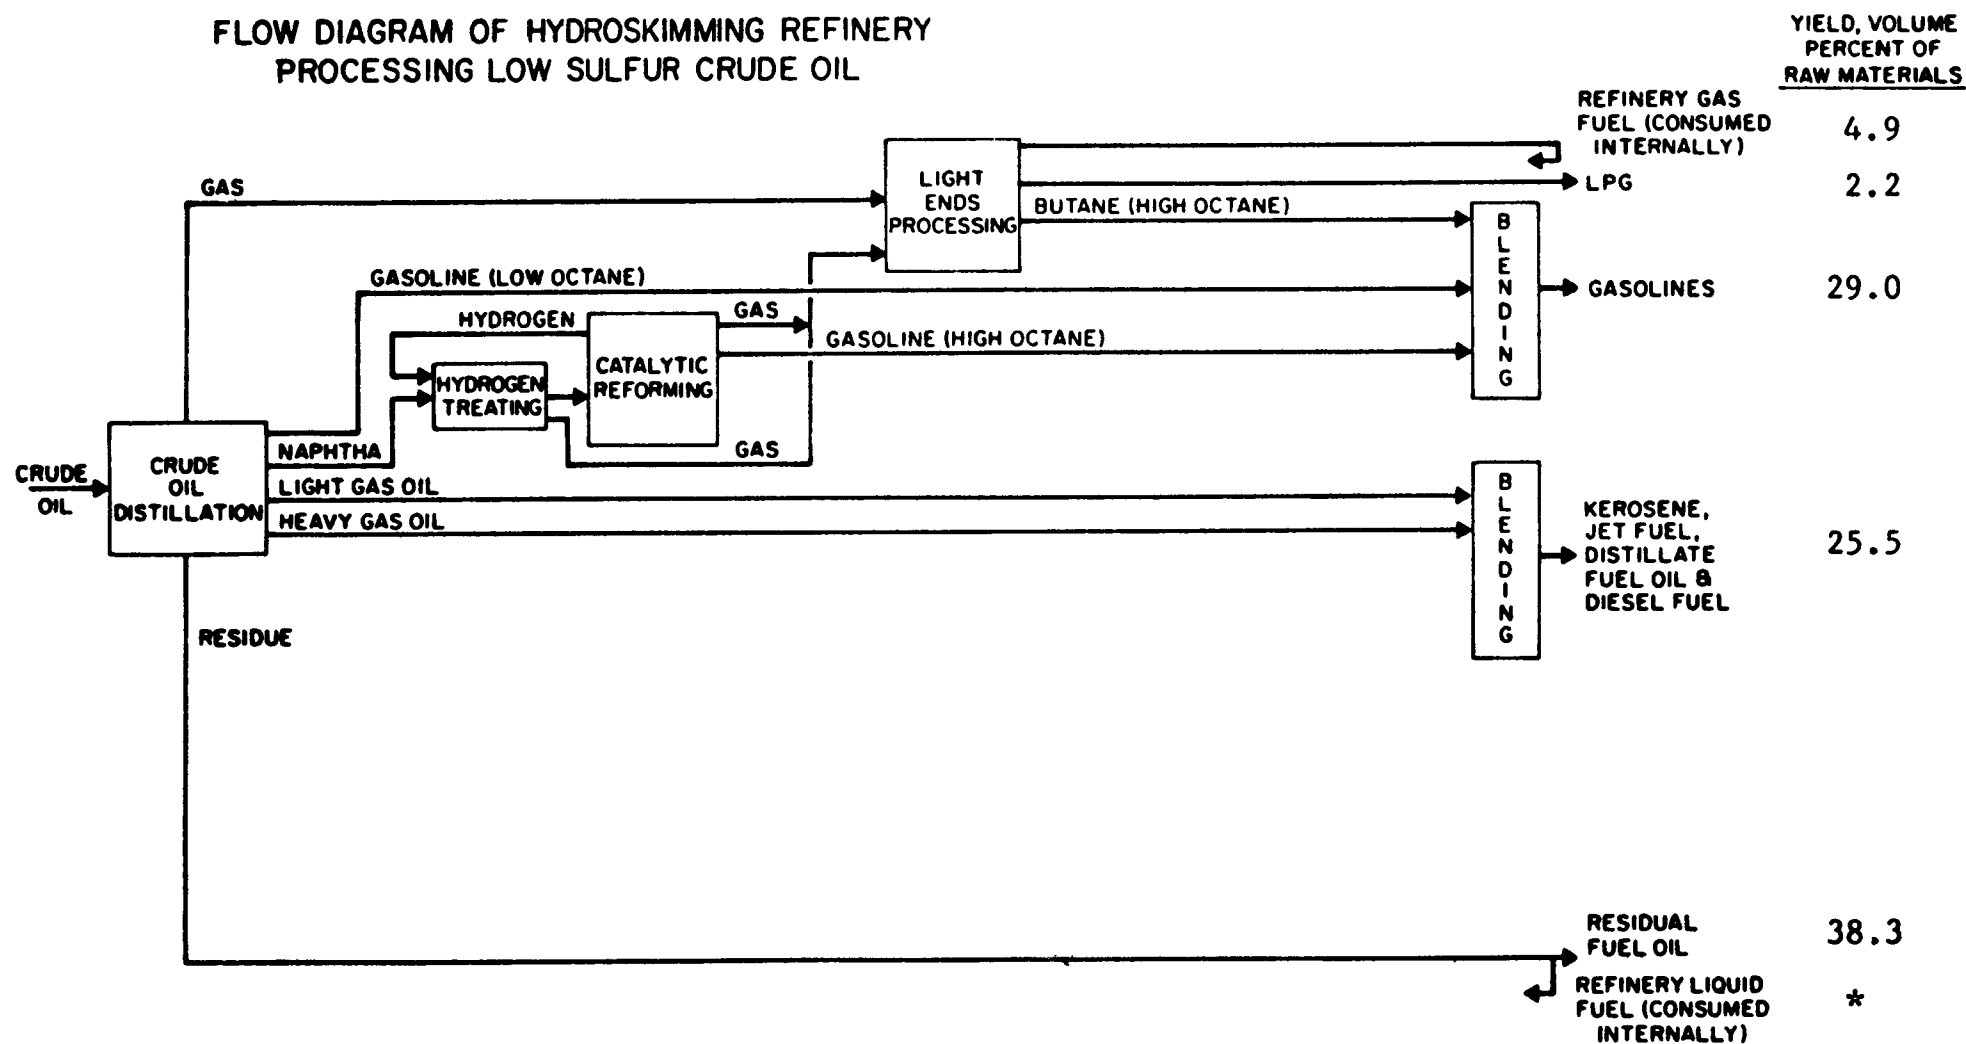 FLOW DIAGRAM OF HYDROSKIMMING REFINERY
PROCESSING LOW SULFUR CRUDE OIL
YIELD, VOLUME
PERCENT OF
RAW MATERIALS
REFINERY GAS
FUEL (CONSUMED
INTERNALLY)
4.9
LPG
2.2
GAS
LIGHT
ENDS
PROCESSING
BUTANE (HIGH OCTANE)
BLENDING
GASOLINES
29.0
GASOLINE (LOW OCTANE)
HYDROGEN
GAS
GASOLINE (HIGH OCTANE)
CATALYTIC
REFORMING
HYDROGEN
TREATING
GAS
NAPHTHA
CRUDE
OIL
CRUDE
OIL
DISTILLATION
LIGHT GAS OIL
HEAVY GAS OIL
BLENDING
KEROSENE,
JET FUEL,
DISTILLATE
FUEL OIL &
DIESEL FUEL
25.5
RESIDUE
RESIDUAL
FUEL OIL
38.3
REFINERY LIQUID
FUEL (CONSUMED
INTERNALLY)
*